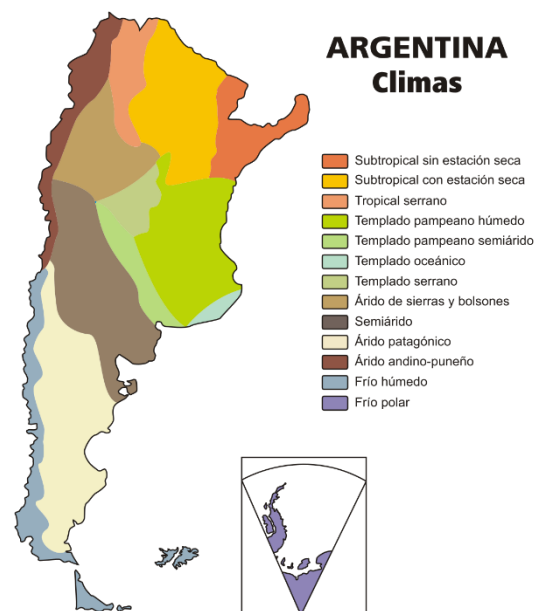 ARGENTINA
Climas
Subtropical sin estación seca
Subtropical con estación seca
Tropical serrano
Templado pampeano húmedo
Templado pampeano semiárido
Templado oceánico
Templado serrano
Árido de sierras y bolsones
Semiárido
Árido patagónico
Árido andino-puneño
Frío húmedo
Frío polar